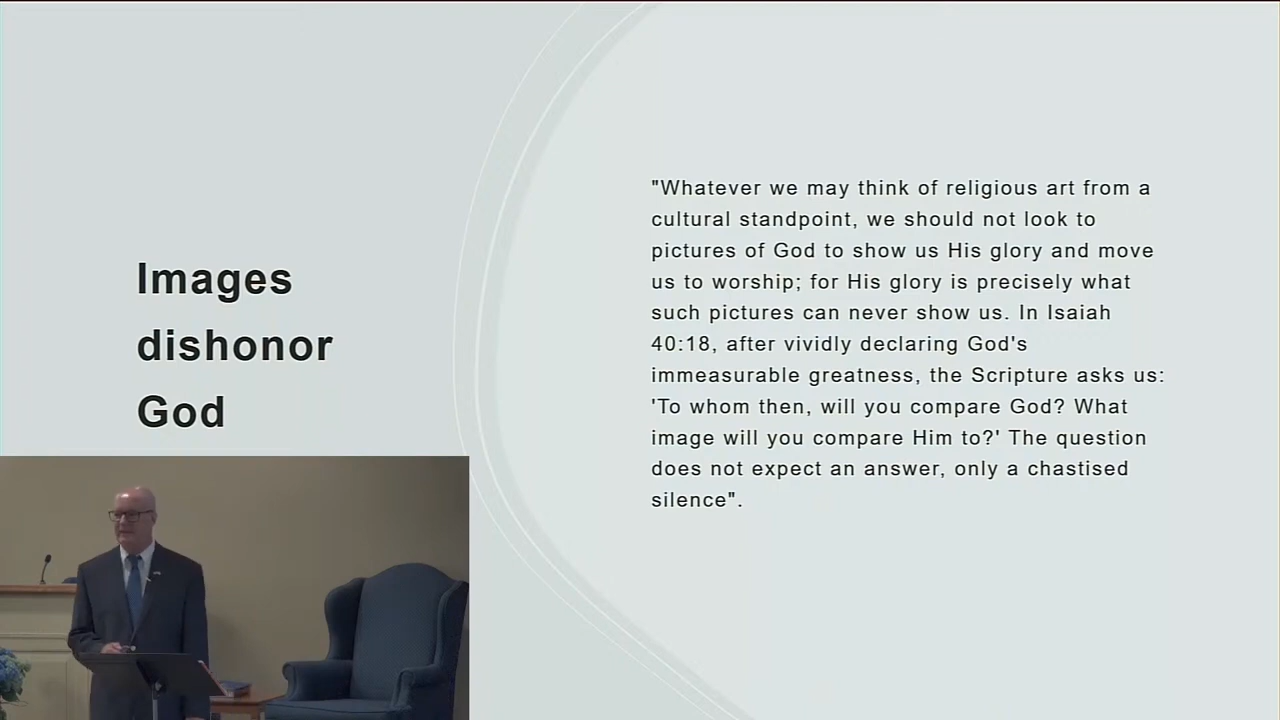 Images
dishonor
God
"Whatever we may think of religious art from a
cultural standpoint, we should not look to
pictures of God to show us His glory and move
us to worship; for His glory is precisely what
such pictures can never show us. In Isaiah
40:18, after vividly declaring God's
immeasurable greatness, the Scripture asks us:
'To whom then, will you compare God? What
image will you compare Him to?' The question
does not expect an answer, only a chastised
silence".